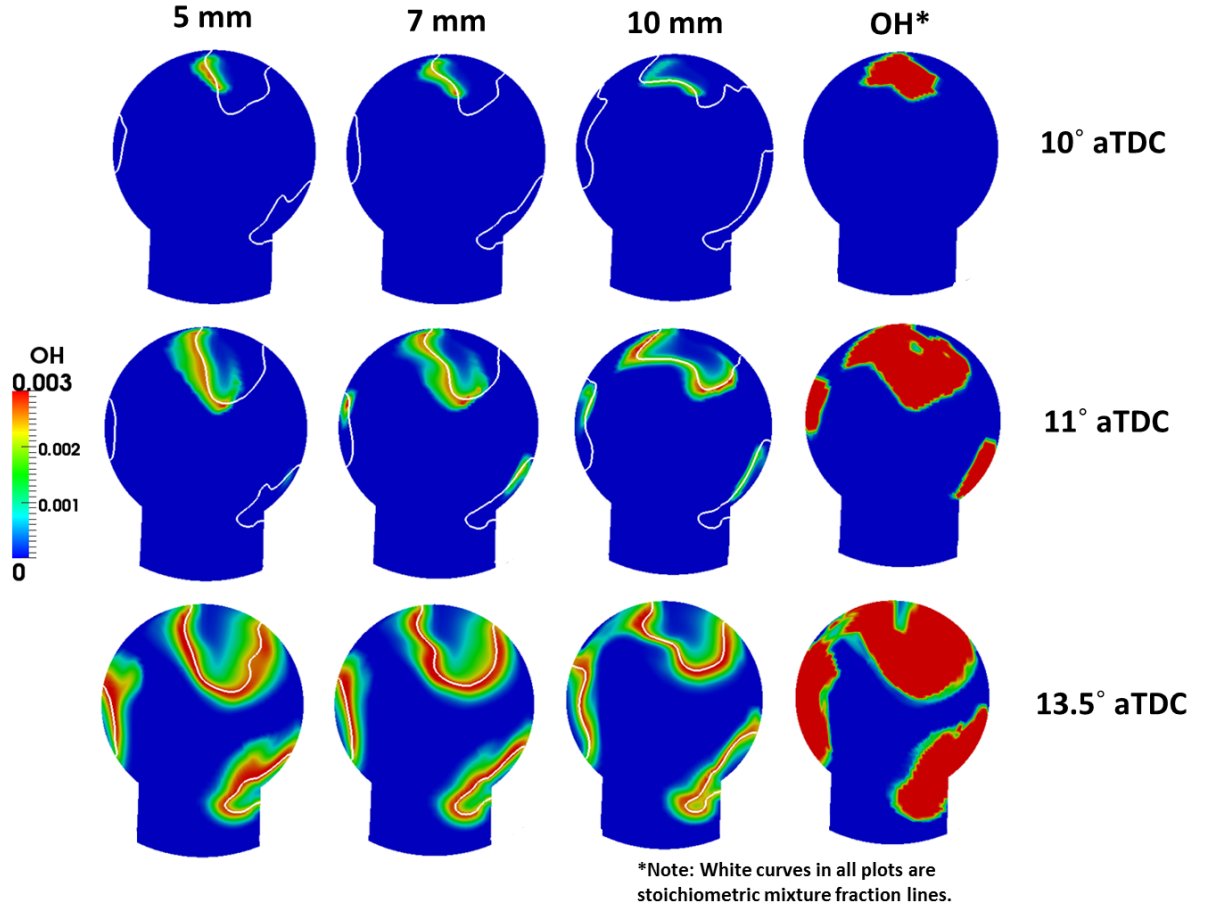 5 mm
7 mm
10 mm
OH*
10° aTDC
11° aTDC
OH
0.003
0.002
0.001
0
13.5° aTDC
*Note: White curves in all plots are
stoichiometric mixture fraction lines.